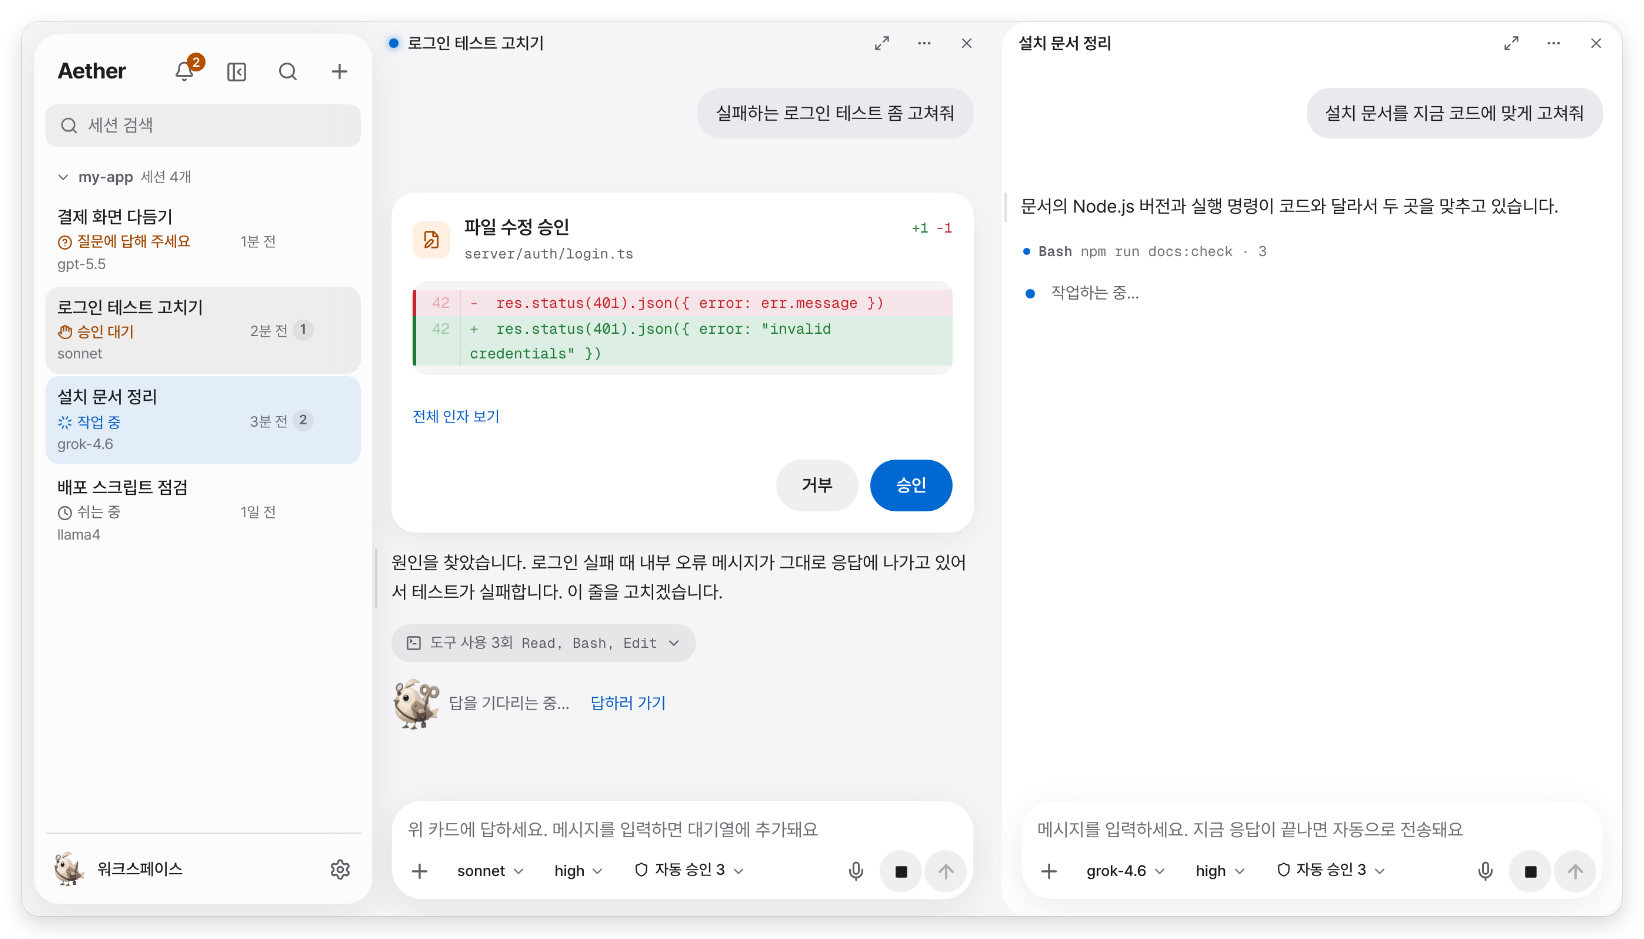 Aether
2
세션 검색
my-app 세션 4개
결제 화면 다듬기
질문에 답해 주세요 1분 전
gpt-5.5
로그인 테스트 고치기
승인 대기 2분 전 1
sonnet
설치 문서 정리
작업 중 3분 전 2
grok-4.6
배포 스크립트 점검
쉬는 중 1일 전
llama4
워크스페이스
로그인 테스트 고치기
실패하는 로그인 테스트 좀 고쳐줘
파일 수정 승인 +1 -1
server/auth/login.ts
42 - res.status(401).json({ error: err.message })
42 + res.status(401).json({ error: "invalid
credentials" })
전체 인자 보기
거부 승인
원인을 찾았습니다. 로그인 실패 때 내부 오류 메시지가 그대로 응답에 나가고 있어
서 테스트가 실패합니다. 이 줄을 고치겠습니다.
도구 사용 3회 Read, Bash, Edit
답을 기다리는 중... 답하러 가기
위 카드에 답하세요. 메시지를 입력하면 대기열에 추가돼요
sonnet high 자동 승인 3
설치 문서 정리
설치 문서를 지금 코드에 맞게 고쳐줘
문서의 Node.js 버전과 실행 명령이 코드와 달라서 두 곳을 맞추고 있습니다.
Bash npm run docs:check · 3
작업하는 중...
메시지를 입력하세요. 지금 응답이 끝나면 자동으로 전송돼요
grok-4.6 high 자동 승인 3